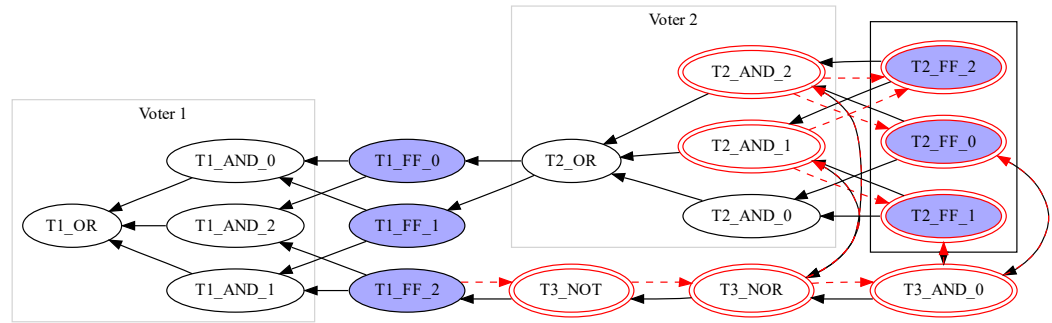 Voter 2
T2_AND_2
T2_FF_2
Voter 1
T2_AND_1
T2_FF_0
T1_AND_0
T1_FF_0
T2_OR
T1_OR
T1_AND_2
T1_FF_1
T2_AND_0
T2_FF_1
T1_AND_1
T1_FF_2
T3_NOT
T3_NOR
T3_AND_0